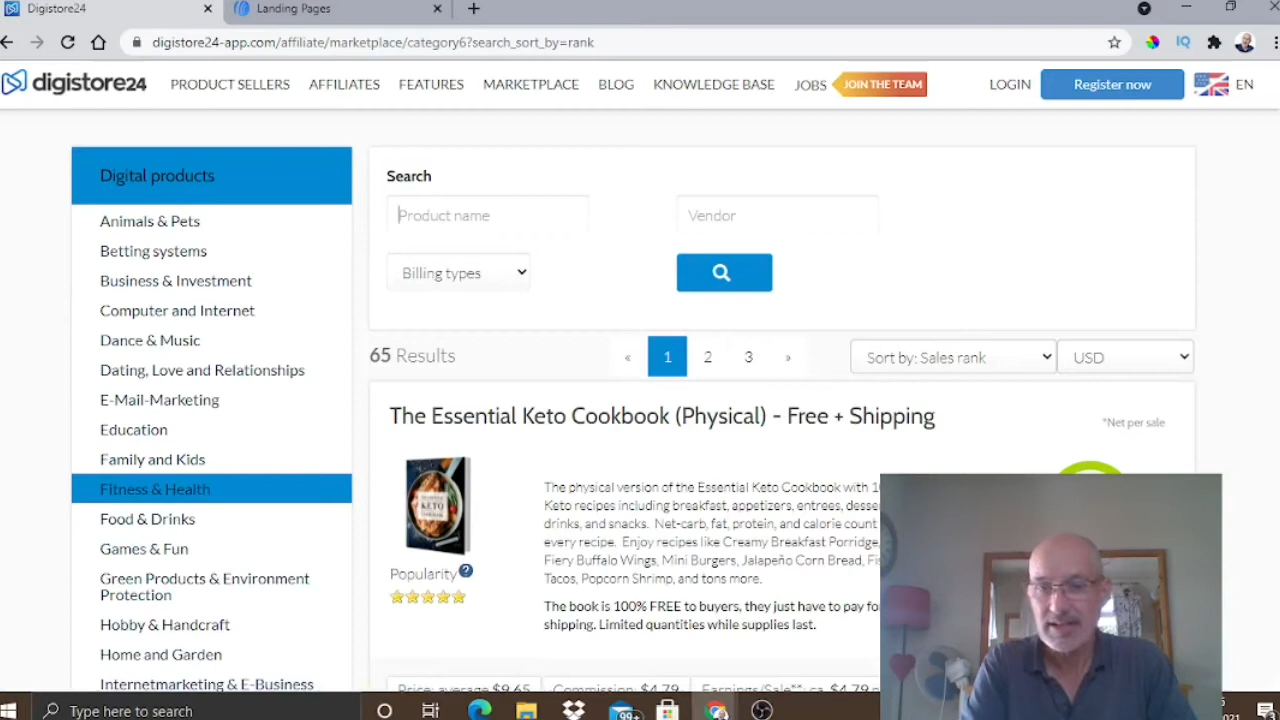 Digistore24
Landing Pages
digistore24-app.com/affiliate/marketplace/category6?search_sort_by=rank
digistore24
PRODUCT SELLERS
AFFILIATES
FEATURES
MARKETPLACE
BLOG
KNOWLEDGE BASE
JOBS
JOIN THE TEAM
LOGIN
Register now
EN
Digital products
Animals & Pets
Betting systems
Business & Investment
Computer and Internet
Dance & Music
Dating, Love and Relationships
E-Mail-Marketing
Education
Family and Kids
Fitness & Health
Food & Drinks
Games & Fun
Green Products & Environment
Protection
Hobby & Handcraft
Home and Garden
Internetmarketing & E-Business
Search
Product name
Vendor
Billing types
65 Results
« 1 2 3 »
Sort by: Sales rank
USD
The Essential Keto Cookbook (Physical) - Free + Shipping
*Net per sale
KETO
Popularity ?
The physical version of the Essential Keto Cookbook with
Keto recipes including breakfast, appetizers, entrees,
drinks, and snacks. Net-carb, fat, protein, and calorie count
every recipe. Enjoy recipes like Creamy Breakfast Porridge,
Fiery Buffalo Wings, Mini Burgers, Jalapeño Corn Bread,
Tacos, Popcorn Shrimp, and tons more.
The book is 100% FREE to buyers, they just have to pay for
shipping. Limited quantities while supplies last.
Price: average $9.65
Commission: $4.79
Earnings/Sale**: ca. $4.79
Type here to search
99+